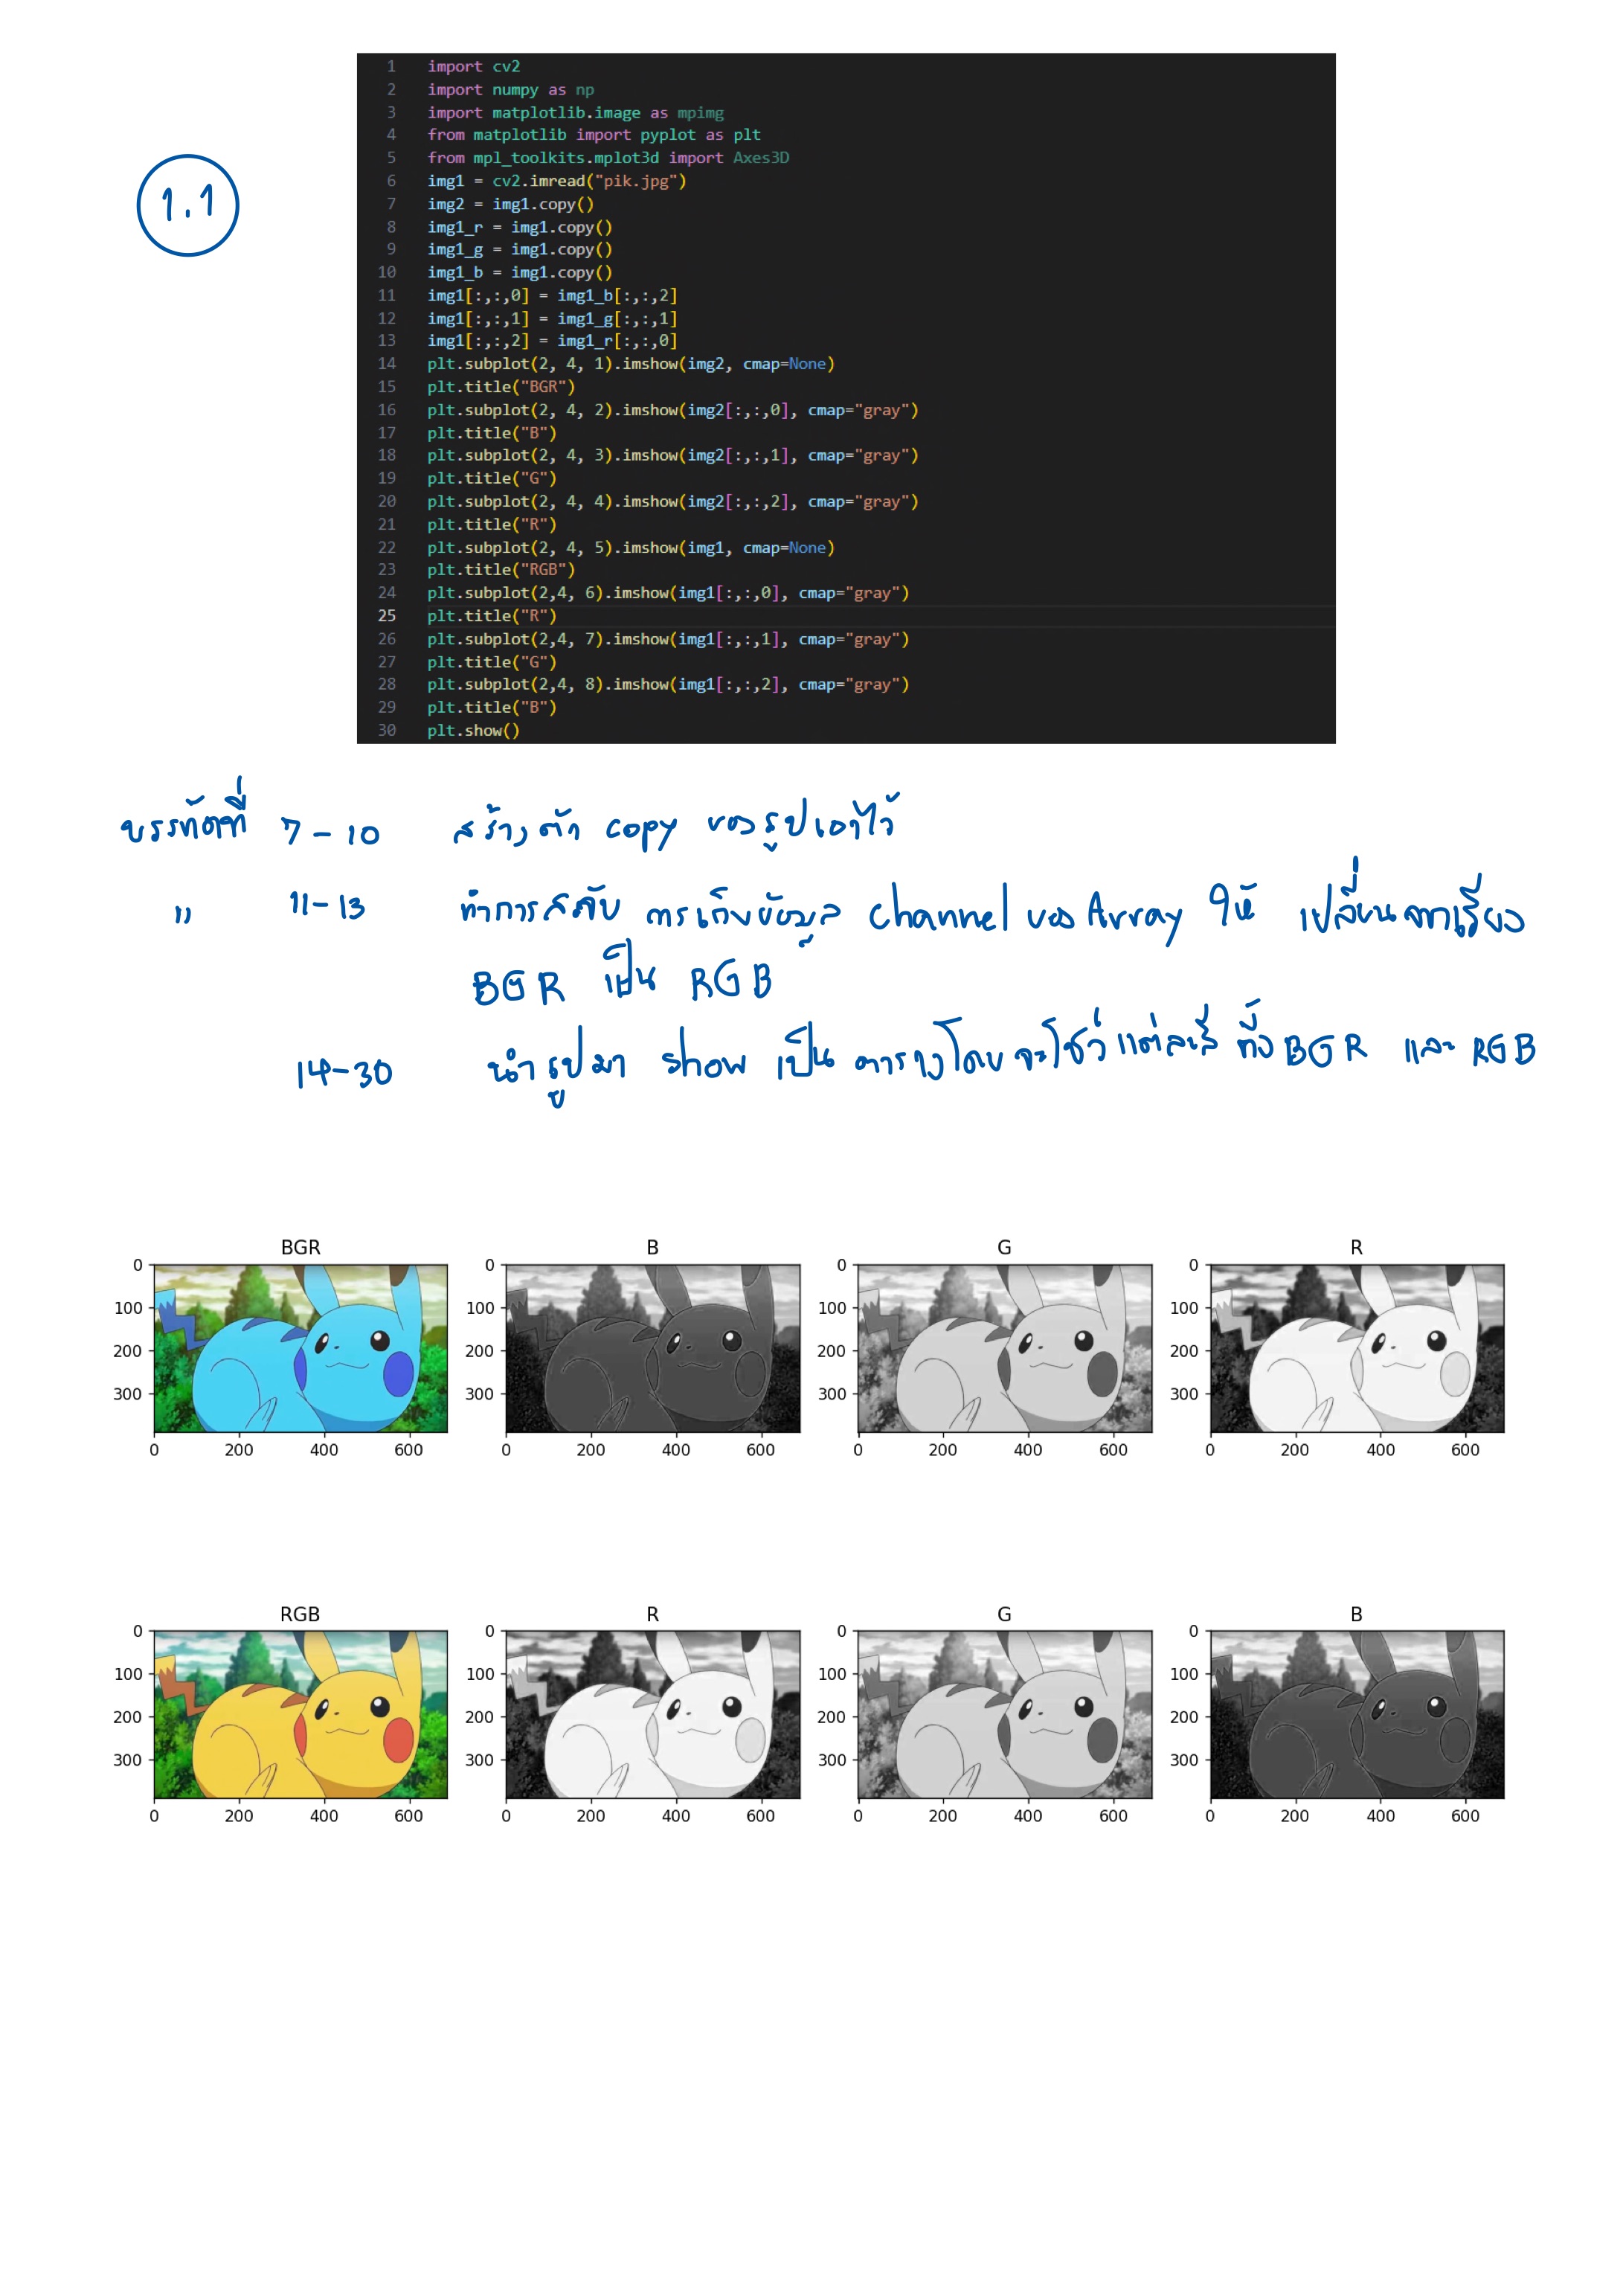 1.1
1 import cv2
2 import numpy as np
3 import matplotlib.image as mpimg
4 from matplotlib import pyplot as plt
5 from mpl_toolkits.mplot3d import Axes3D
6 img1 = cv2.imread("pik.jpg")
7 img2 = img1.copy()
8 img1_r = img1.copy()
9 img1_g = img1.copy()
10 img1_b = img1.copy()
11 img1[:,:,0] = img1_b[:,:,2]
12 img1[:,:,1] = img1_g[:,:,1]
13 img1[:,:,2] = img1_r[:,:,0]
14 plt.subplot(2, 4, 1).imshow(img2, cmap=None)
15 plt.title("BGR")
16 plt.subplot(2, 4, 2).imshow(img2[:,:,0], cmap="gray")
17 plt.title("B")
18 plt.subplot(2, 4, 3).imshow(img2[:,:,1], cmap="gray")
19 plt.title("G")
20 plt.subplot(2, 4, 4).imshow(img2[:,:,2], cmap="gray")
21 plt.title("R")
22 plt.subplot(2, 4, 5).imshow(img1, cmap=None)
23 plt.title("RGB")
24 plt.subplot(2,4, 6).imshow(img1[:,:,0], cmap="gray")
25 plt.title("R")
26 plt.subplot(2,4, 7).imshow(img1[:,:,1], cmap="gray")
27 plt.title("G")
28 plt.subplot(2,4, 8).imshow(img1[:,:,2], cmap="gray")
29 plt.title("B")
30 plt.show()
บรรทัดที่ 7-10 สร้างตัว copy ของรูปเอาไว้
" 11-13 ทำการสลับ การเก็บข้อมูล channel ของ Array ให้ เปลี่ยนจากเรียง
BGR เป็น RGB
14-30 นำรูปมา show เป็น ตารางโดยจะโชว์ แต่ละสี ทั้ง BGR และ RGB
BGR B G R
0 0 0 0
100 100 100 100
200 200 200 200
300 300 300 300
0 200 400 600 0 200 400 600 0 200 400 600 0 200 400 600
RGB R G B
0 0 0 0
100 100 100 100
200 200 200 200
300 300 300 300
0 200 400 600 0 200 400 600 0 200 400 600 0 200 400 600